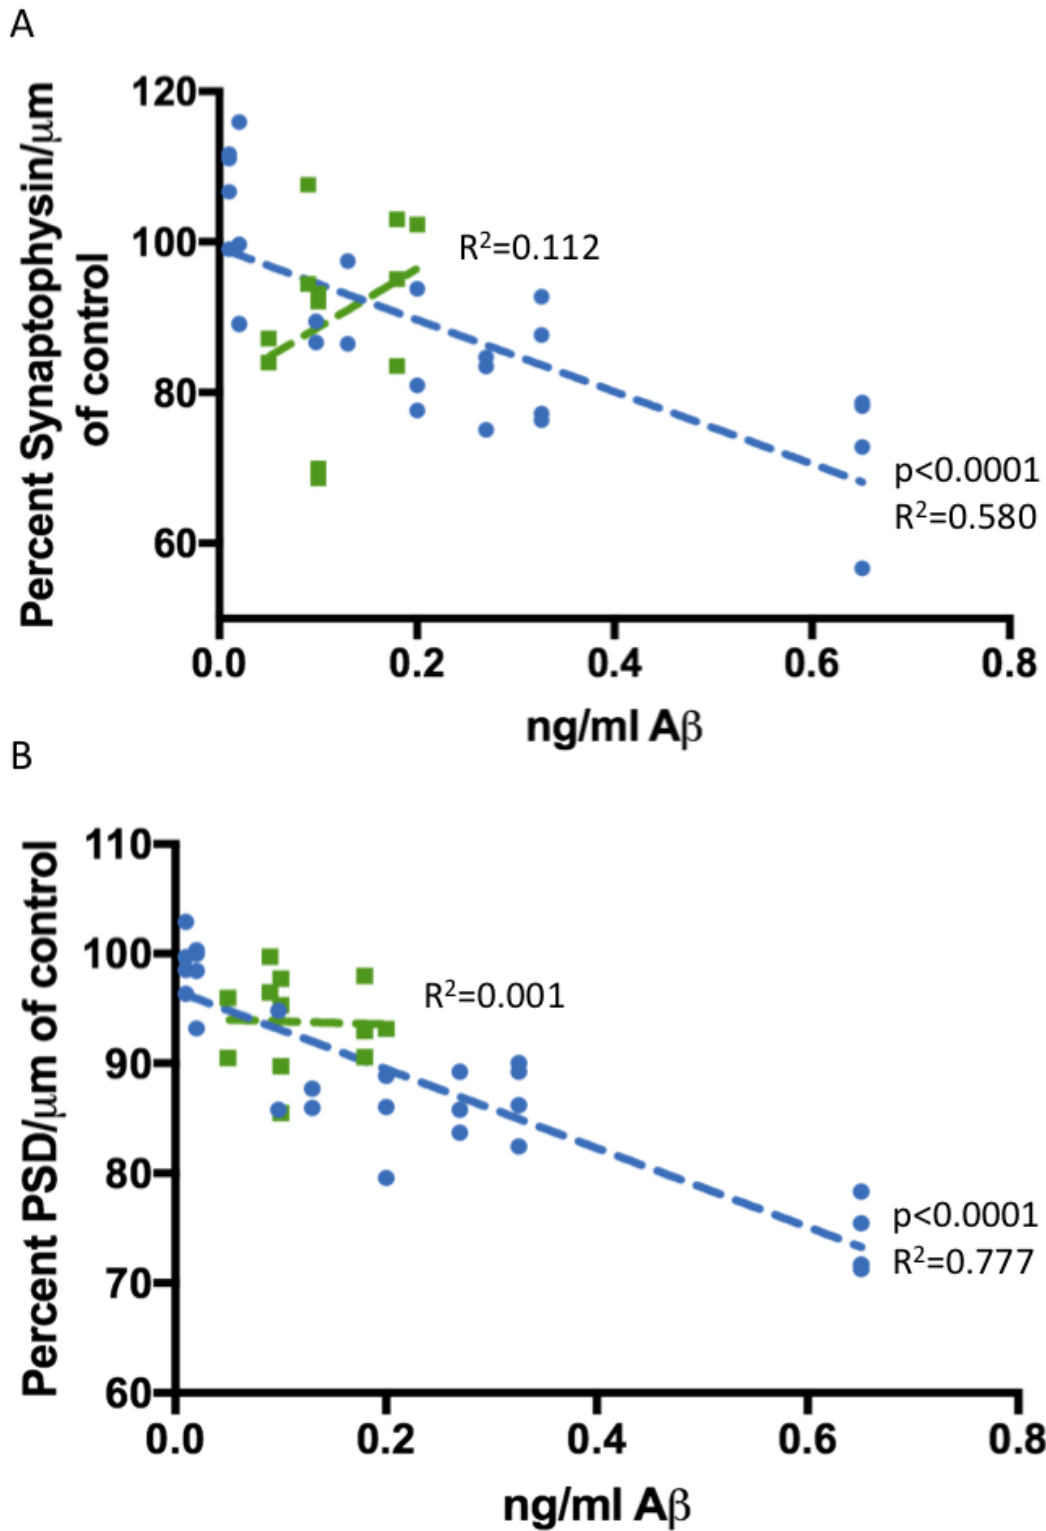 A
Percent Synaptophysin/μm
of control
120
100
80
60
R²=0.112
p<0.0001
R²=0.580
0.0 0.2 0.4 0.6 0.8
ng/ml Aβ
B
Percent PSD/μm of control
110
100
90
80
70
60
R²=0.001
p<0.0001
R²=0.777
0.0 0.2 0.4 0.6 0.8
ng/ml Aβ